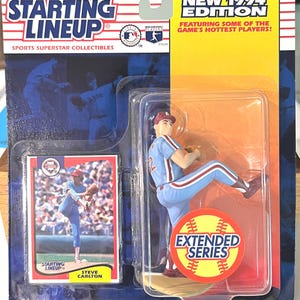 STARTING
LINEUP
SPORTS SUPERSTAR COLLECTIBLES
NEW 1994
EDITION
FEATURING SOME OF THE
GAME'S HOTTEST PLAYERS!
STARTING
LINEUP
STEVE
CARLTON
EXTENDED
SERIES